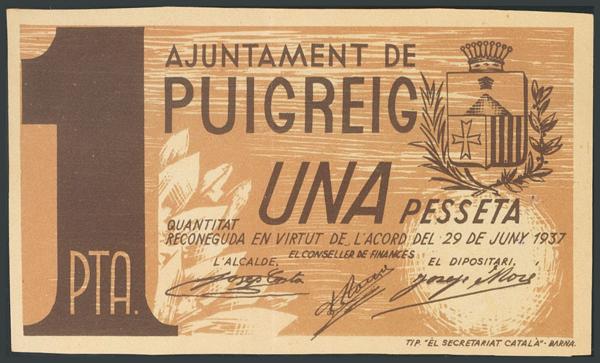 1
PTA.
AJUNTAMENT DE
PUIGREIG
UNA PESSETA
QUANTITAT
RECONEGUDA EN VIRTUT DE L'ACORD DEL 29 DE JUNY 1937
L'ALCALDE,
EL CONSELLER DE FINANCES
EL DIPOSITARI,
TIP. "EL SECRETARIAT CATALÀ" - BARNA.